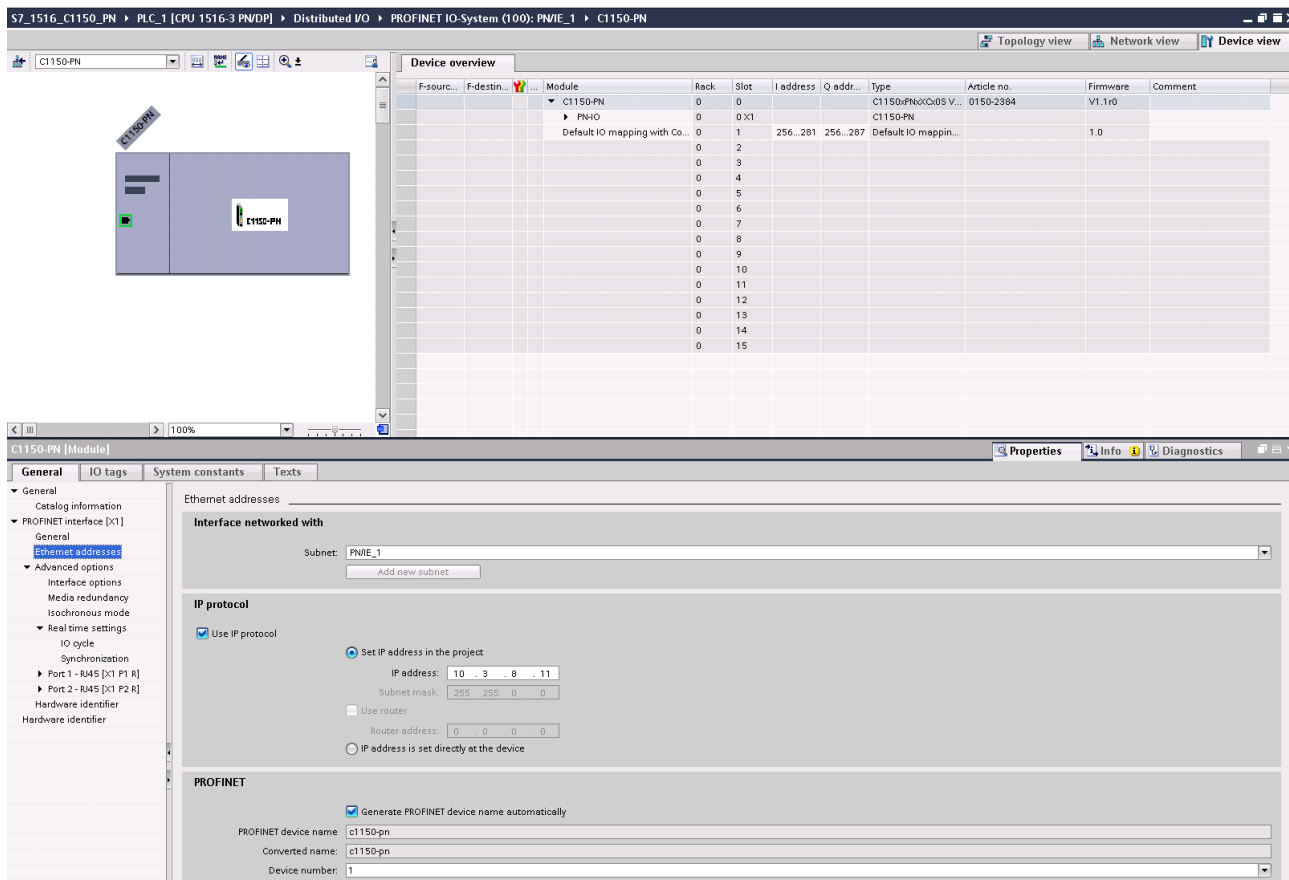 S7_1516_C1150_PN ▸ PLC_1 [CPU 1516-3 PN/DP] ▸ Distributed I/O ▸ PROFINET IO-System (100): PN/IE_1 ▸ C1150-PN
Topology view Network view Device view
C1150-PN
Device overview
F-sourc... F-destin... ... Module Rack Slot I address Q addr... Type Article no. Firmware Comment
C1150-PN 0 0 C1150xPNxXCx0S V... 0150-2384 V1.1r0
PN-IO 0 0 X1 C1150-PN
Default IO mapping with Co... 0 1 256...281 256...287 Default IO mappin... 1.0
0 2
0 3
0 4
0 5
0 6
0 7
0 8
0 9
0 10
0 11
0 12
0 13
0 14
0 15
C1150-PN
C1150-PN
100%
C1150-PN [Module]
Properties Info Diagnostics
General IO tags System constants Texts
General
Catalog information
PROFINET interface [X1]
General
Ethernet addresses
Advanced options
Interface options
Media redundancy
Isochronous mode
Real time settings
IO cycle
Synchronization
Port 1 - RJ45 [X1 P1 R]
Port 2 - RJ45 [X1 P2 R]
Hardware identifier
Hardware identifier
Ethernet addresses
Interface networked with
Subnet: PN/IE_1
Add new subnet
IP protocol
Use IP protocol
Set IP address in the project
IP address: 10 . 3 . 8 . 11
Subnet mask: 255 . 255 . 0 . 0
Use router
Router address: 0 . 0 . 0 . 0
IP address is set directly at the device
PROFINET
Generate PROFINET device name automatically
PROFINET device name c1150-pn
Converted name: c1150-pn
Device number: 1